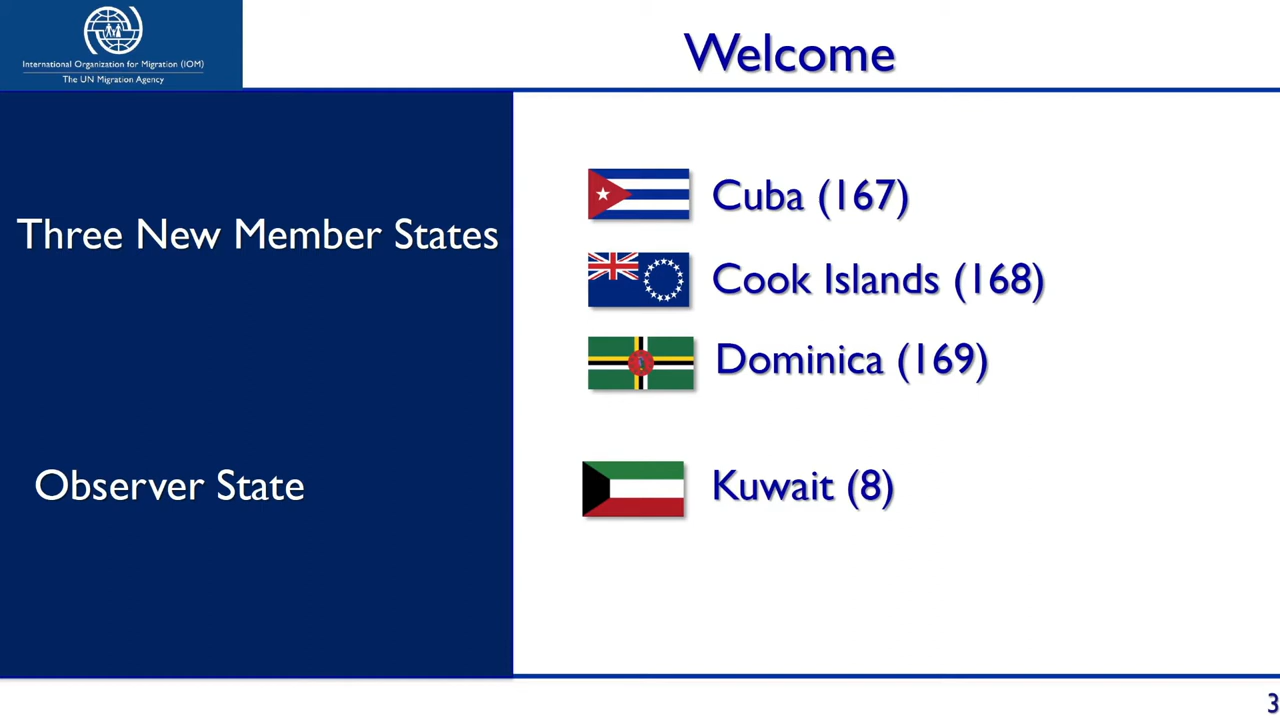 International Organization for Migration (IOM)
The UN Migration Agency
Welcome
Three New Member States
Cuba (167)
Cook Islands (168)
Dominica (169)
Observer State
Kuwait (8)
3